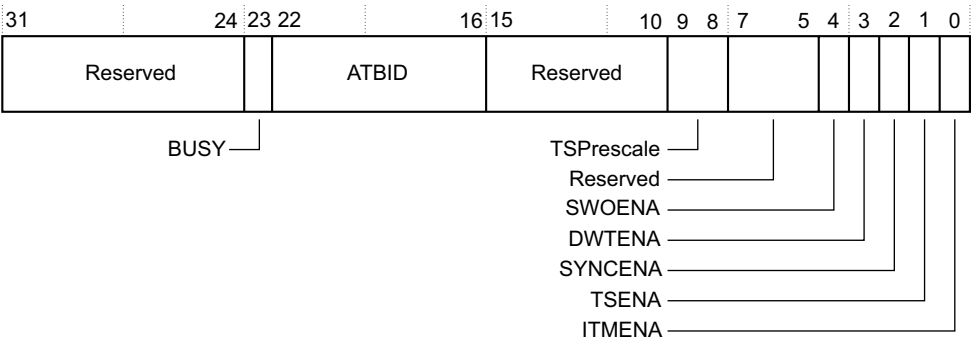 31 24 23 22 16 15 10 9 8 7 5 4 3 2 1 0
Reserved ATBID Reserved
BUSY TSPrescale
Reserved
SWOENA
DWTENA
SYNCENA
TSENA
ITMENA